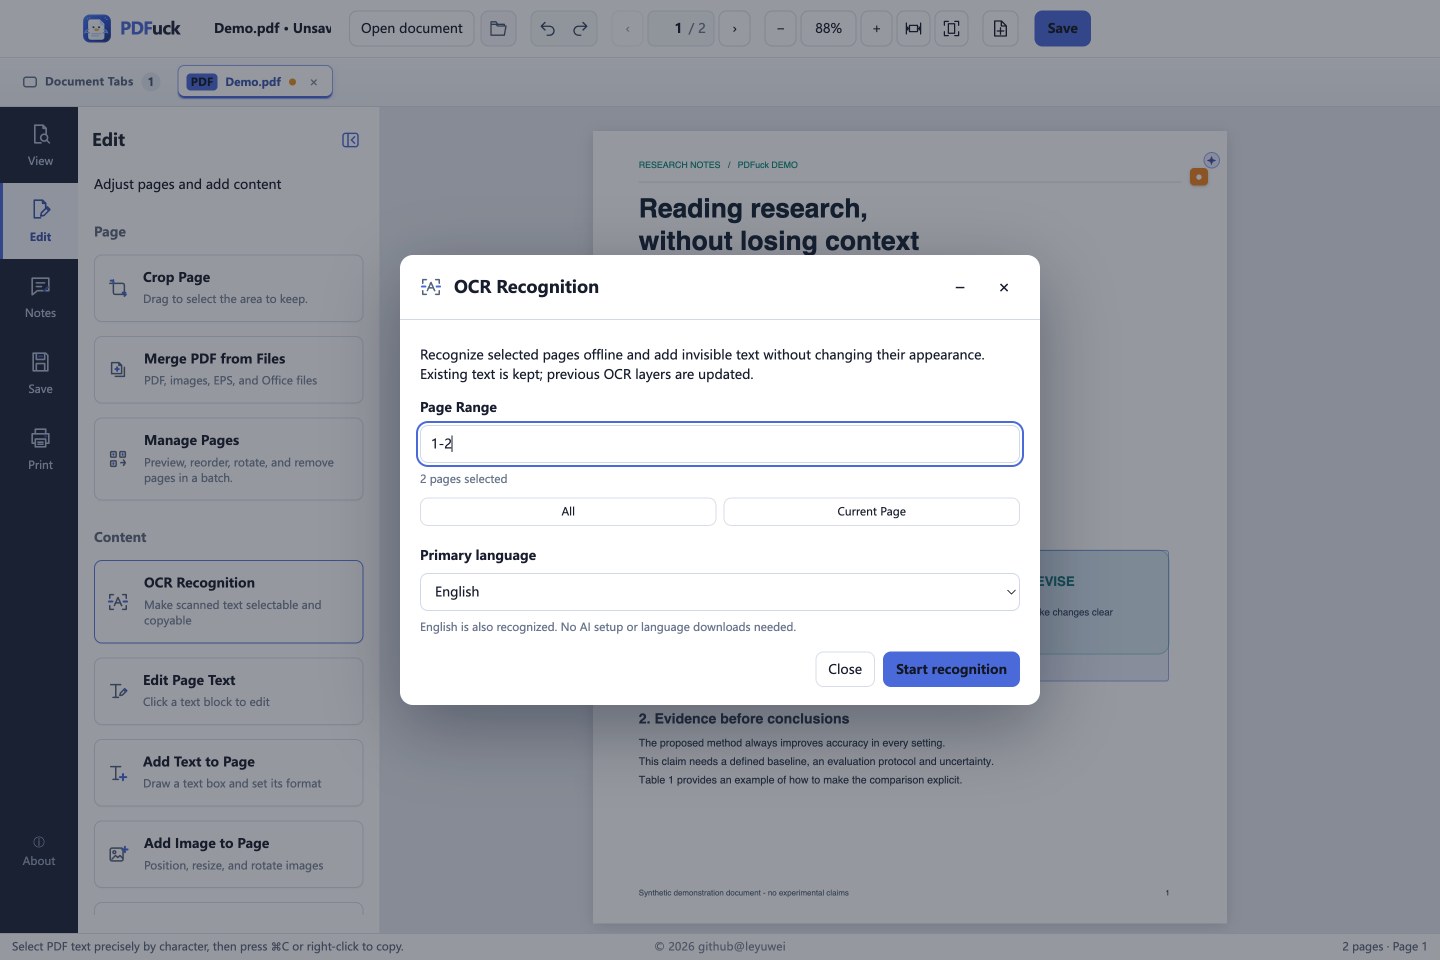 PDFuck
Demo.pdf • Unsav
Open document
1 / 2
88%
Save
Document Tabs 1
PDF Demo.pdf
View
Edit
Notes
Save
Print
About
Edit
Adjust pages and add content
Page
Crop Page
Drag to select the area to keep.
Merge PDF from Files
PDF, images, EPS, and Office files
Manage Pages
Preview, reorder, rotate, and remove
pages in a batch.
Content
OCR Recognition
Make scanned text selectable and
copyable
Edit Page Text
Click a text block to edit
Add Text to Page
Draw a text box and set its format
Add Image to Page
Position, resize, and rotate images
RESEARCH NOTES / PDFuck DEMO
Reading research,
without losing context
OCR Recognition
Recognize selected pages offline and add invisible text without changing their appearance.
Existing text is kept; previous OCR layers are updated.
Page Range
1-2
2 pages selected
All
Current Page
Primary language
English
English is also recognized. No AI setup or language downloads needed.
Close
Start recognition
EVISE
ke changes clear
2. Evidence before conclusions
The proposed method always improves accuracy in every setting.
This claim needs a defined baseline, an evaluation protocol and uncertainty.
Table 1 provides an example of how to make the comparison explicit.
Synthetic demonstration document - no experimental claims
1
Select PDF text precisely by character, then press ⌘C or right-click to copy.
© 2026 github@leyuwei
2 pages · Page 1